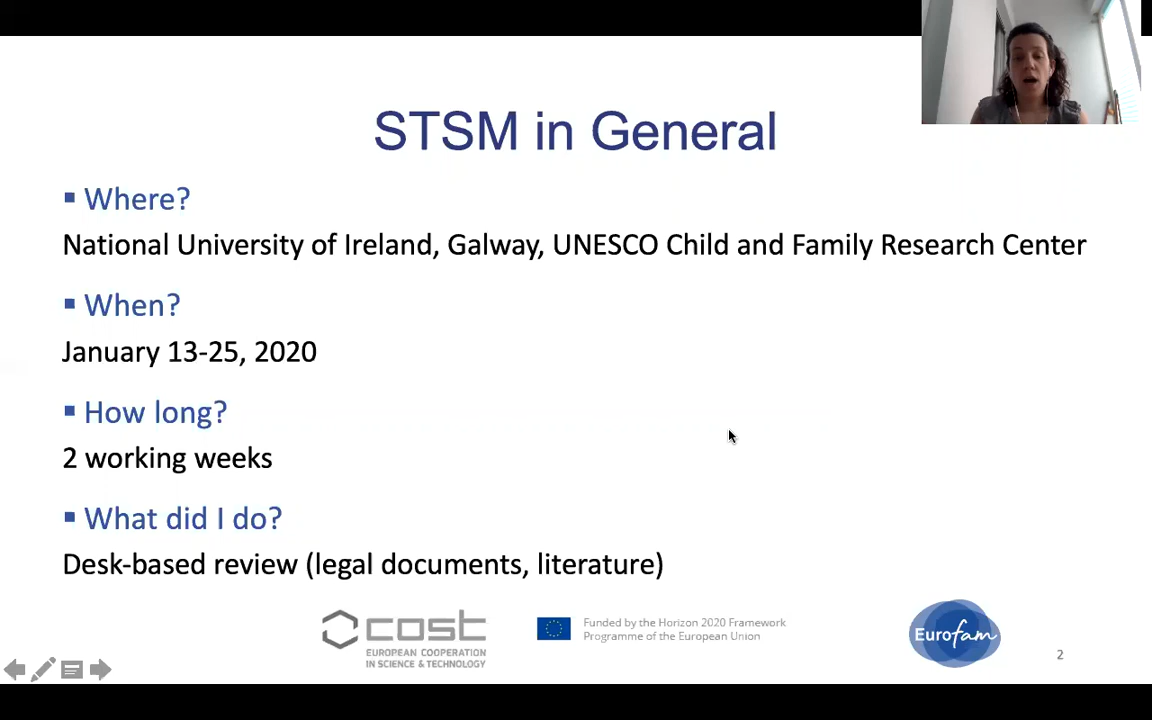 STSM in General
Where?
National University of Ireland, Galway, UNESCO Child and Family Research Center
When?
January 13-25, 2020
How long?
2 working weeks
What did I do?
Desk-based review (legal documents, literature)
cost
EUROPEAN COOPERATION
IN SCIENCE & TECHNOLOGY
Funded by the Horizon 2020 Framework
Programme of the European Union
Eurofam
2